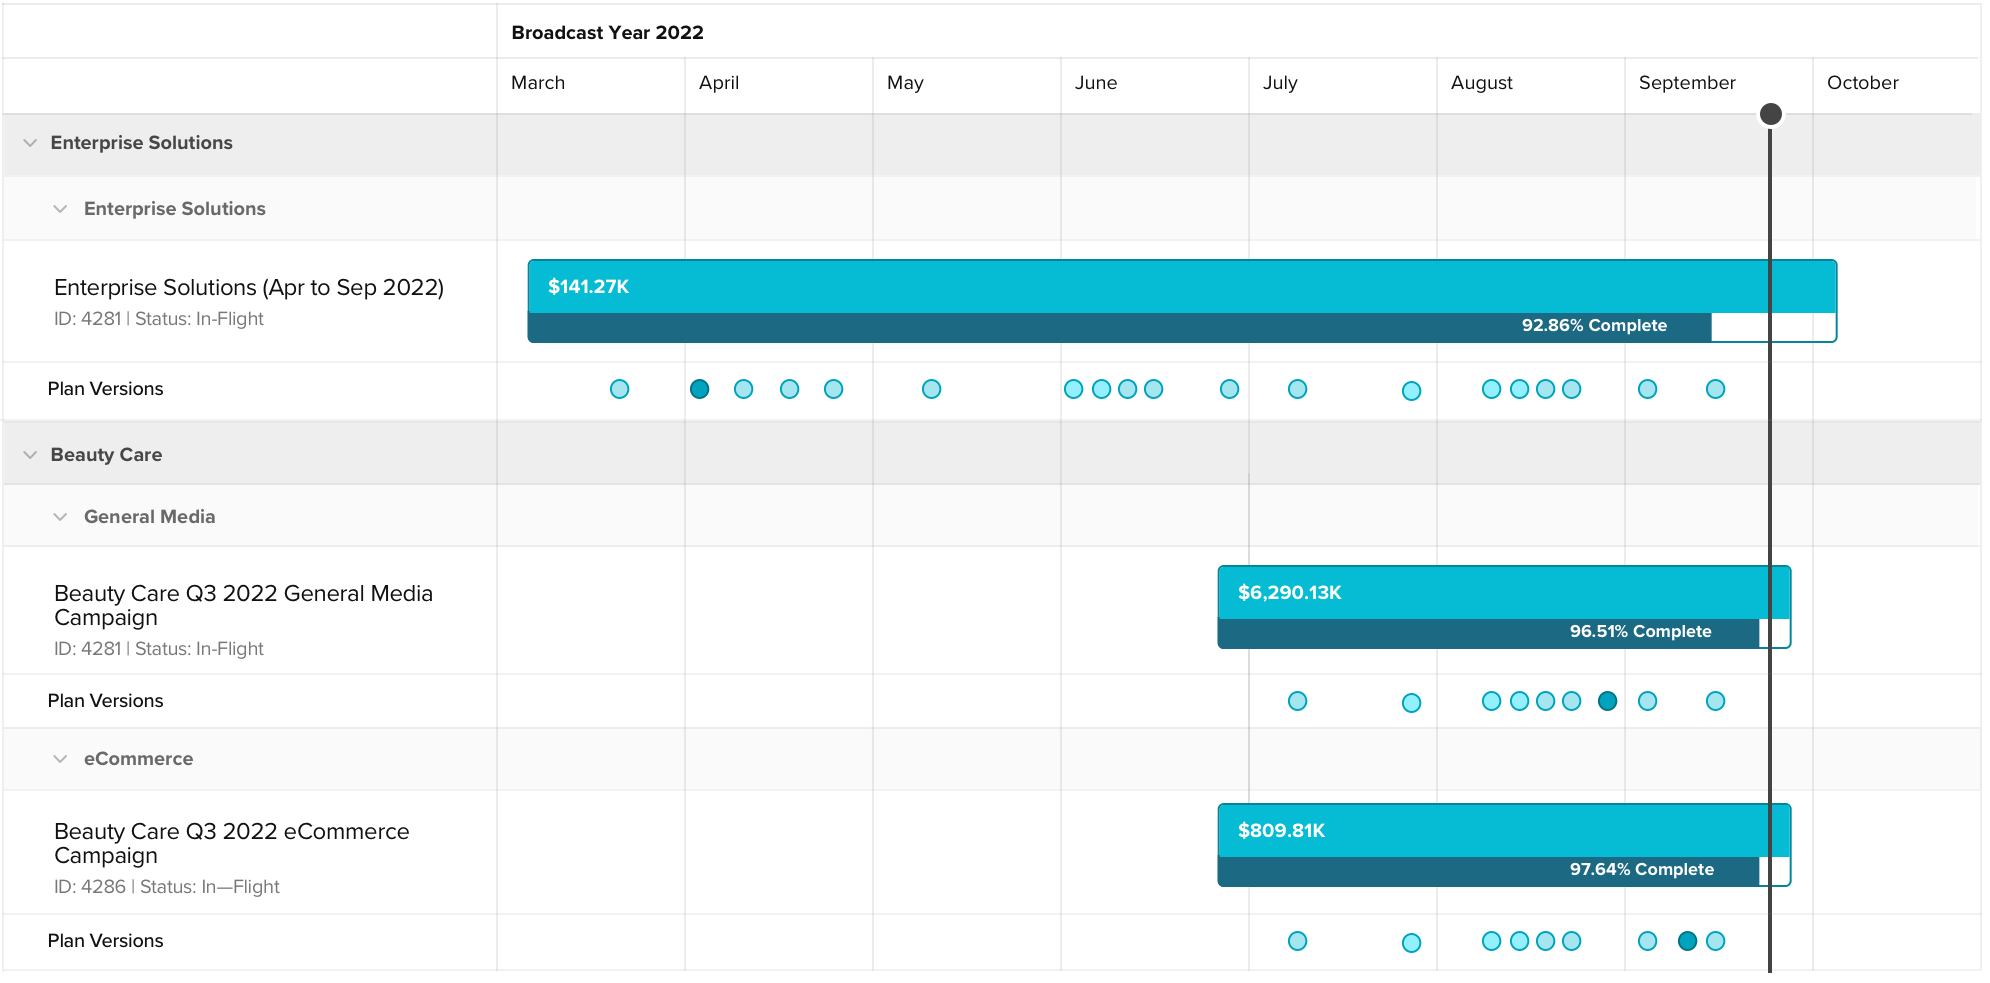 Broadcast Year 2022
March
April
May
June
July
August
September
October
Enterprise Solutions
Enterprise Solutions
Enterprise Solutions (Apr to Sep 2022)
ID: 4281 | Status: In-Flight
$141.27K
92.86% Complete
Plan Versions
Beauty Care
General Media
Beauty Care Q3 2022 General Media
Campaign
ID: 4281 | Status: In-Flight
$6,290.13K
96.51% Complete
Plan Versions
eCommerce
Beauty Care Q3 2022 eCommerce
Campaign
ID: 4286 | Status: In—Flight
$809.81K
97.64% Complete
Plan Versions